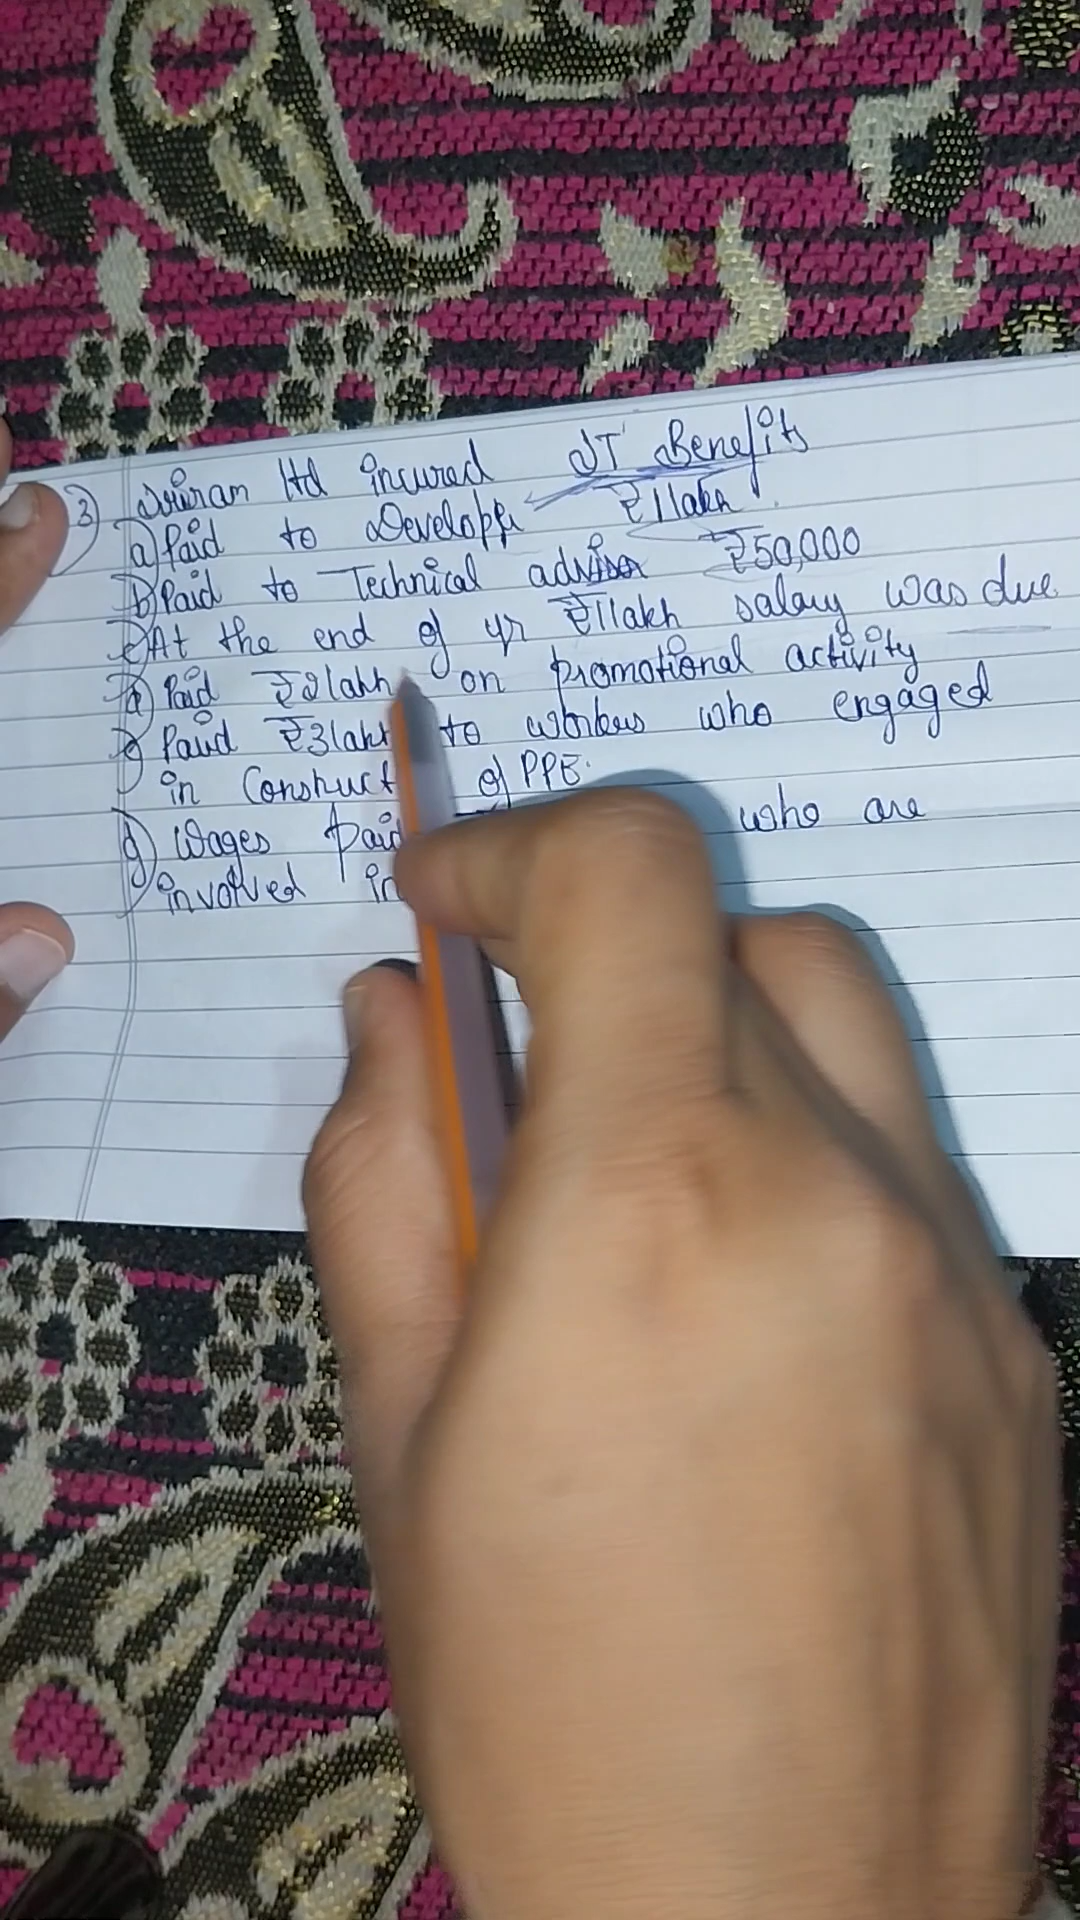 3) Ltd incured ST Benefits
a) Paid to Developer ₹1lakh.
b) Paid to Technical advisor ₹50,000
c) At the end of yr ₹1lakh salary was due
Paid ₹2lakh on promotional activity
Paid ₹3lakh to workers who engaged
in Construct of PPE.
g) Wages paid who are
involved in